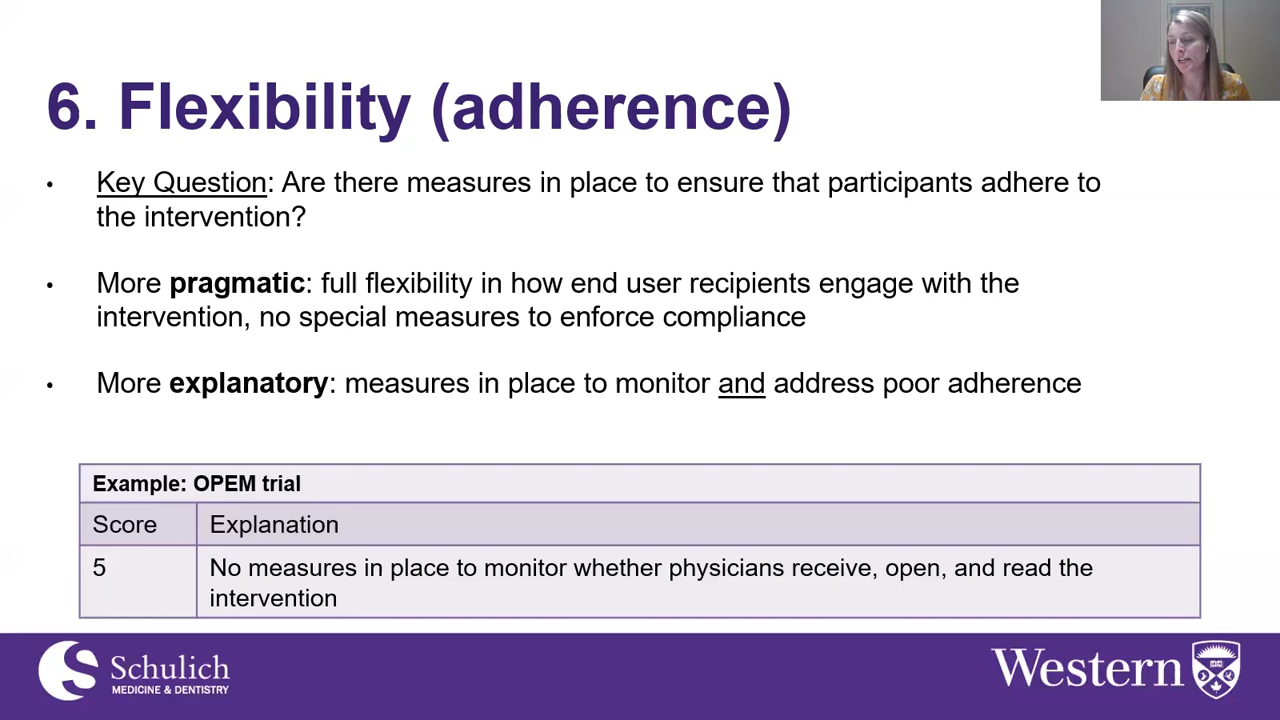 6. Flexibility (adherence)
• Key Question: Are there measures in place to ensure that participants adhere to
the intervention?
• More pragmatic: full flexibility in how end user recipients engage with the
intervention, no special measures to enforce compliance
• More explanatory: measures in place to monitor and address poor adherence
Example: OPEM trial
Score Explanation
5 No measures in place to monitor whether physicians receive, open, and read the
intervention
Schulich
MEDICINE & DENTISTRY
Western